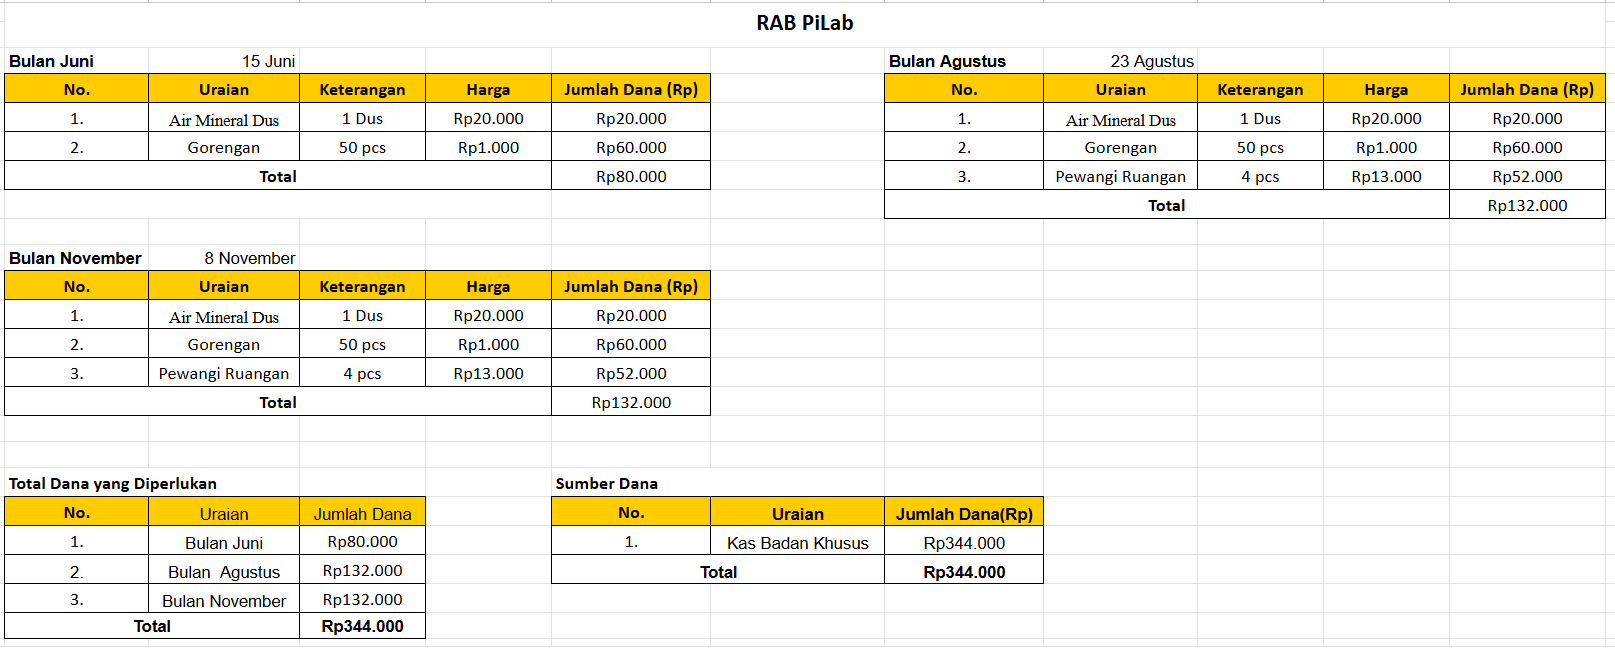 RAB PiLab
Bulan Juni 15 Juni
No. Uraian Keterangan Harga Jumlah Dana (Rp)
1. Air Mineral Dus 1 Dus Rp20.000 Rp20.000
2. Gorengan 50 pcs Rp1.000 Rp60.000
Total Rp80.000
Bulan Agustus 23 Agustus
No. Uraian Keterangan Harga Jumlah Dana (Rp)
1. Air Mineral Dus 1 Dus Rp20.000 Rp20.000
2. Gorengan 50 pcs Rp1.000 Rp60.000
3. Pewangi Ruangan 4 pcs Rp13.000 Rp52.000
Total Rp132.000
Bulan November 8 November
No. Uraian Keterangan Harga Jumlah Dana (Rp)
1. Air Mineral Dus 1 Dus Rp20.000 Rp20.000
2. Gorengan 50 pcs Rp1.000 Rp60.000
3. Pewangi Ruangan 4 pcs Rp13.000 Rp52.000
Total Rp132.000
Total Dana yang Diperlukan
No. Uraian Jumlah Dana
1. Bulan Juni Rp80.000
2. Bulan Agustus Rp132.000
3. Bulan November Rp132.000
Total Rp344.000
Sumber Dana
No. Uraian Jumlah Dana(Rp)
1. Kas Badan Khusus Rp344.000
Total Rp344.000